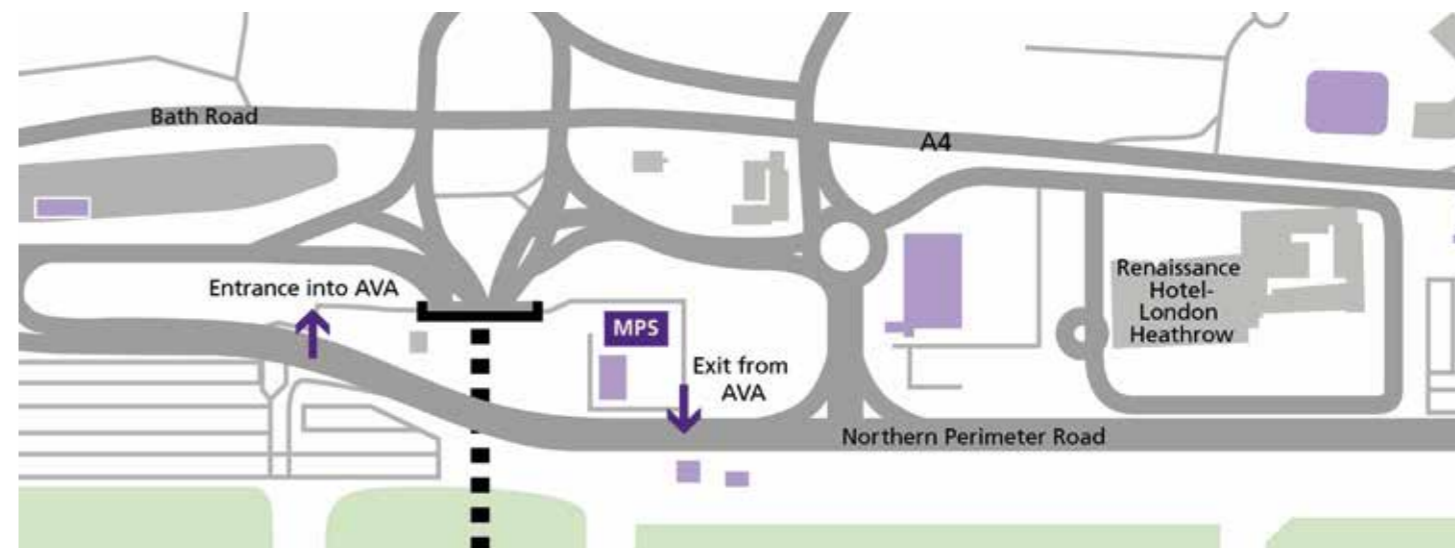 Bath Road
A4
Entrance into AVA
Renaissance
Hotel-
London
Heathrow
MPS
Exit from
AVA
Northern Perimeter Road